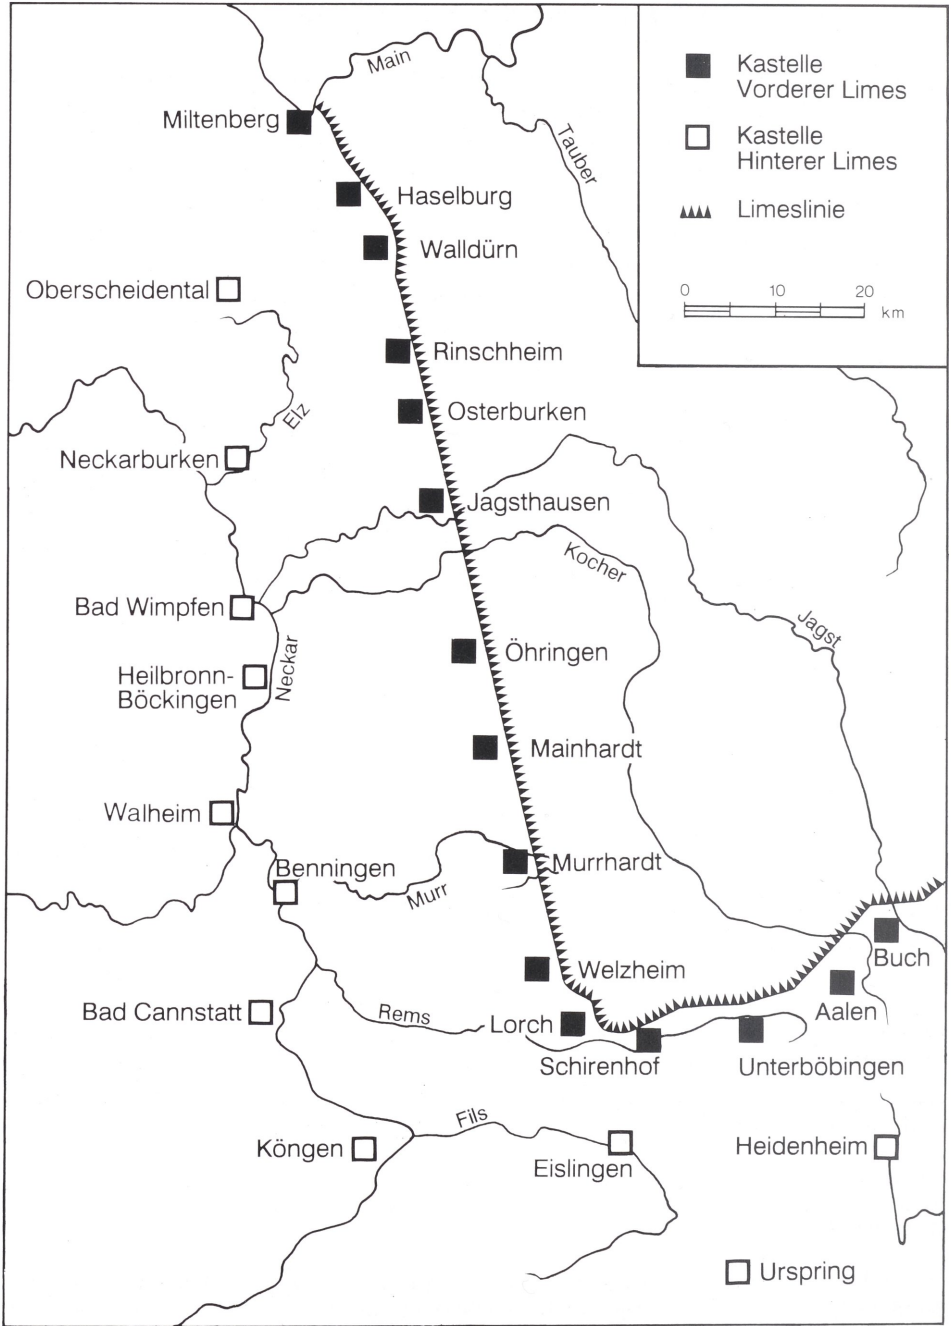 Kastelle
Vorderer Limes
Kastelle
Hinterer Limes
Limeslinie
0 10 20
km
Main
Miltenberg
Tauber
Haselburg
Walldürn
Oberscheidental
Rinschheim
Elz
Osterburken
Neckarburken
Jagsthausen
Kocher
Bad Wimpfen
Jagst
Neckar
Öhringen
Heilbronn-
Böckingen
Mainhardt
Walheim
Benningen
Murrhardt
Murr
Buch
Welzheim
Aalen
Bad Cannstatt
Rems
Lorch
Schirenhof
Unterböbingen
Fils
Köngen
Eislingen
Heidenheim
Urspring